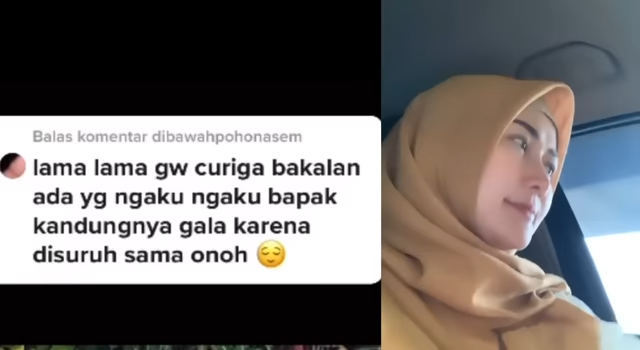 Balas komentar dibawahpohonasem
lama lama gw curiga bakalan
ada yg ngaku ngaku bapak
kandungnya gala karena
disuruh sama onoh 😌